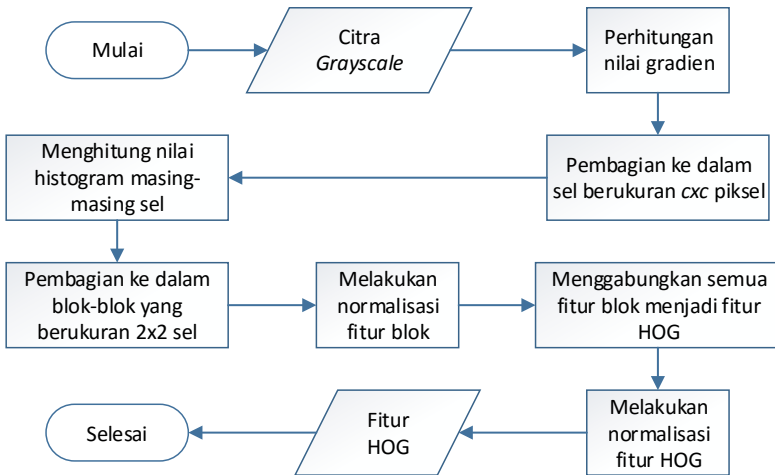 Mulai
Citra
Grayscale
Perhitungan
nilai gradien
Pembagian ke dalam
sel berukuran cxc piksel
Menghitung nilai
histogram masing-
masing sel
Pembagian ke dalam
blok-blok yang
berukuran 2x2 sel
Melakukan
normalisasi
fitur blok
Menggabungkan semua
fitur blok menjadi fitur
HOG
Melakukan
normalisasi
fitur HOG
Fitur
HOG
Selesai